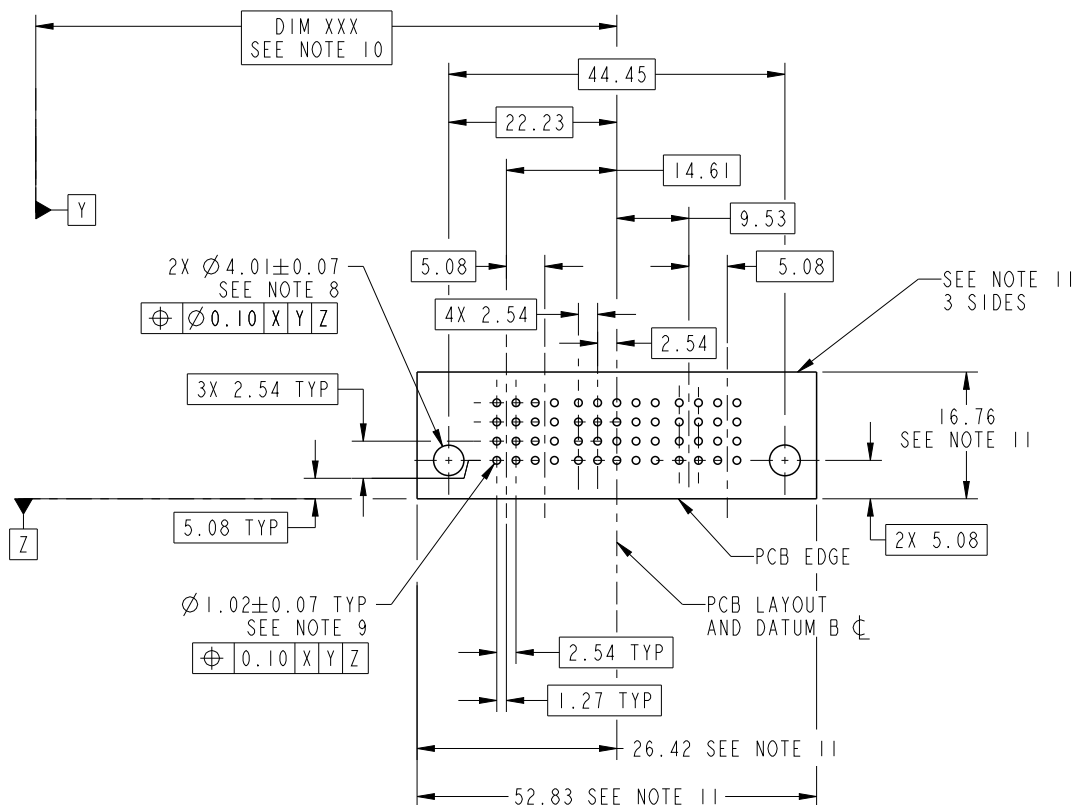 DIM XXX
SEE NOTE 10
44.45
22.23
14.61
Y
9.53
5.08
5.08
2X Ø4.01±0.07
SEE NOTE 8
⌖ Ø0.10 X Y Z
SEE NOTE 11
3 SIDES
4X 2.54
2.54
3X 2.54 TYP
16.76
SEE NOTE 11
5.08 TYP
Z
2X 5.08
PCB EDGE
Ø1.02±0.07 TYP
SEE NOTE 9
⌖ 0.10 X Y Z
PCB LAYOUT
AND DATUM B ℄
2.54 TYP
1.27 TYP
26.42 SEE NOTE 11
52.83 SEE NOTE 11